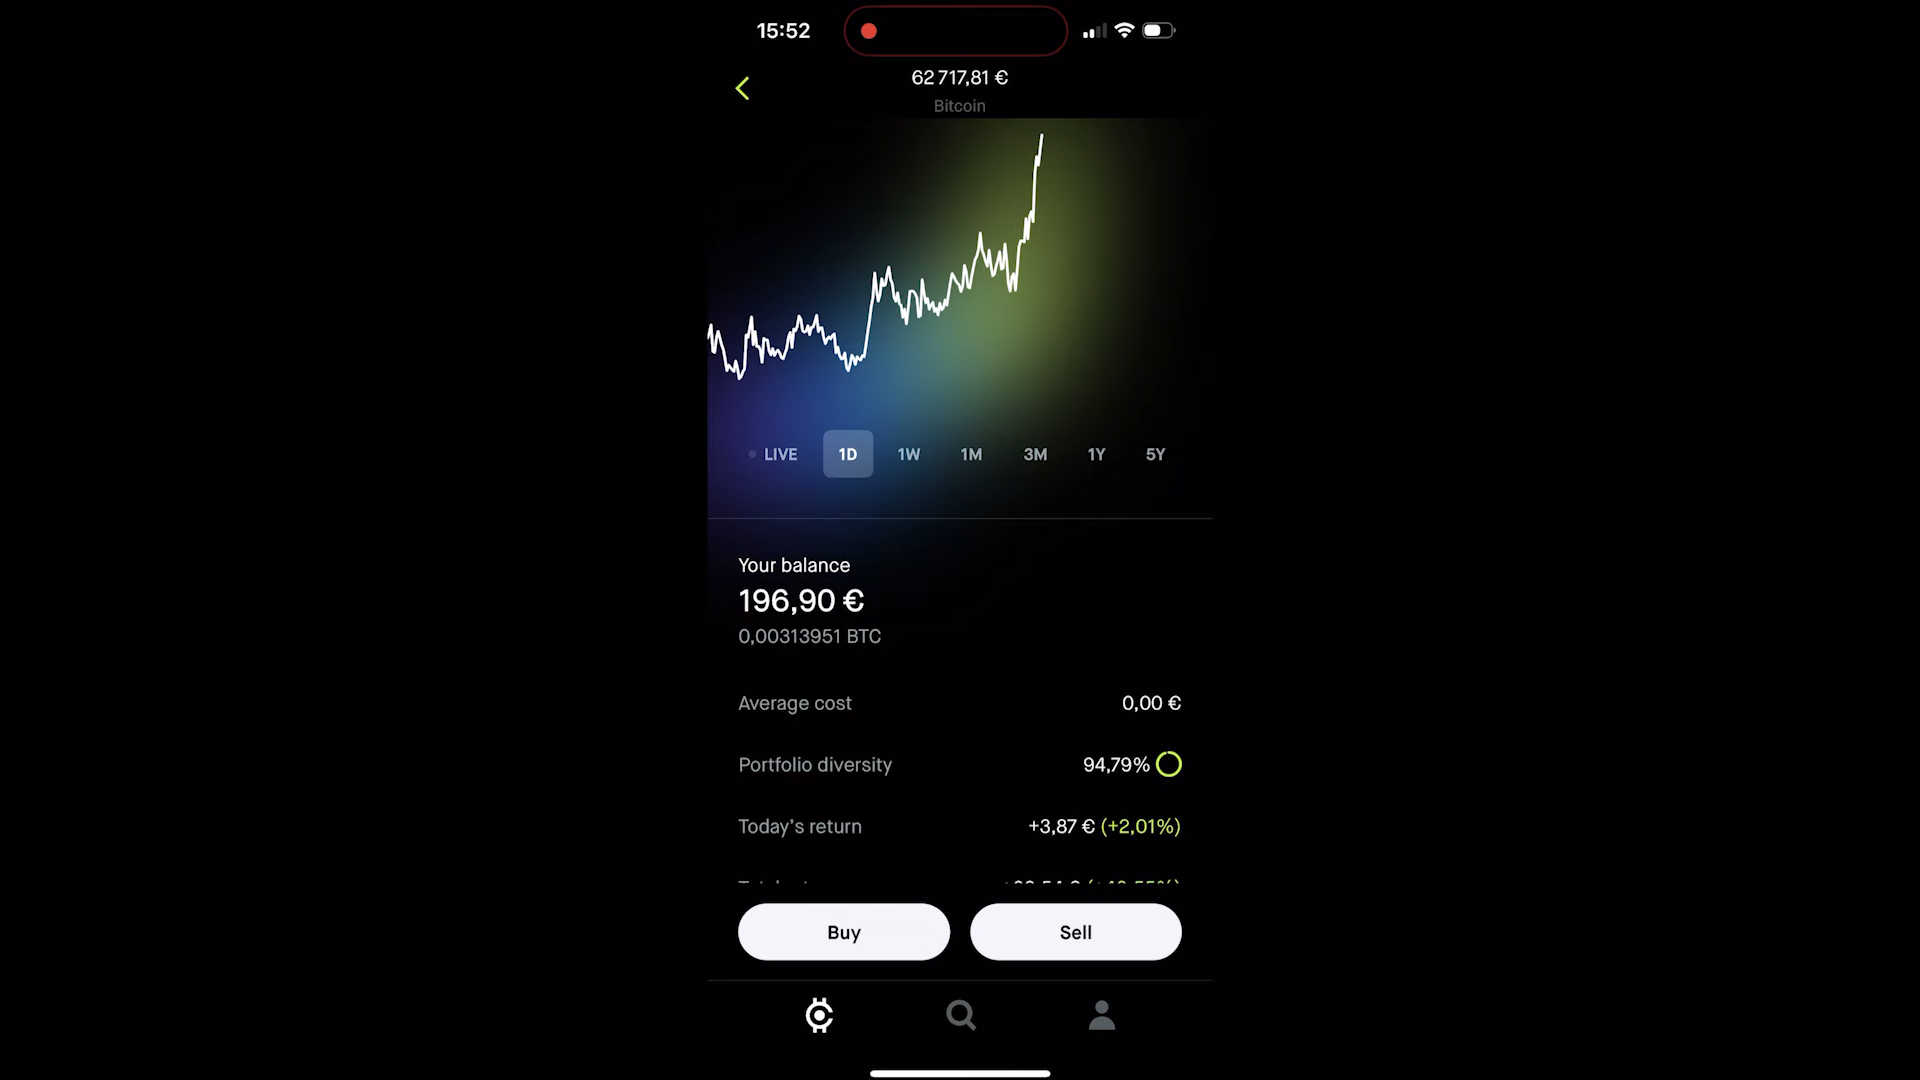 15:52
62 717,81 €
Bitcoin
LIVE 1D 1W 1M 3M 1Y 5Y
Your balance
196,90 €
0,00313951 BTC
Average cost 0,00 €
Portfolio diversity 94,79%
Today's return +3,87 € (+2,01%)
Buy Sell